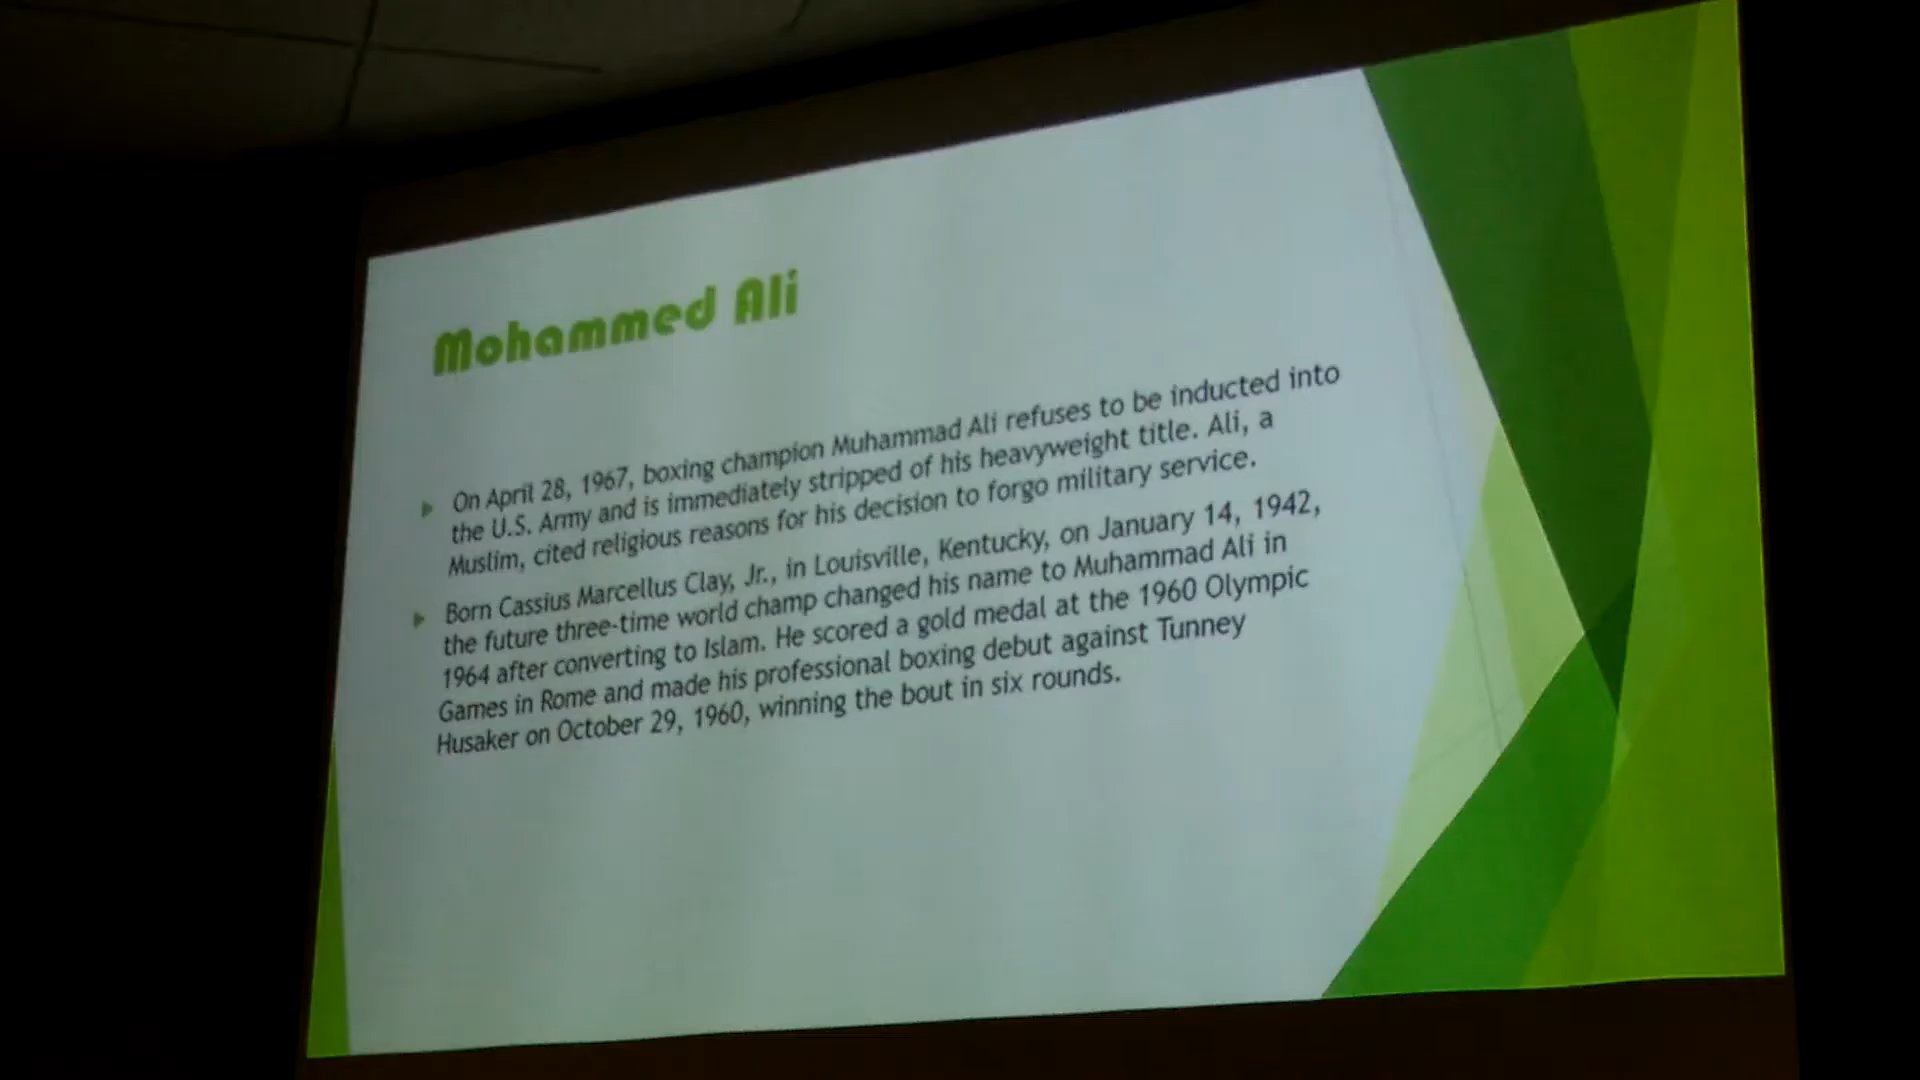 Mohammed Ali
On April 28, 1967, boxing champion Muhammad Ali refuses to be inducted into
the U.S. Army and is immediately stripped of his heavyweight title. Ali, a
Muslim, cited religious reasons for his decision to forgo military service.
Born Cassius Marcellus Clay, Jr., in Louisville, Kentucky, on January 14, 1942,
the future three-time world champ changed his name to Muhammad Ali in
1964 after converting to Islam. He scored a gold medal at the 1960 Olympic
Games in Rome and made his professional boxing debut against Tunney
Husaker on October 29, 1960, winning the bout in six rounds.